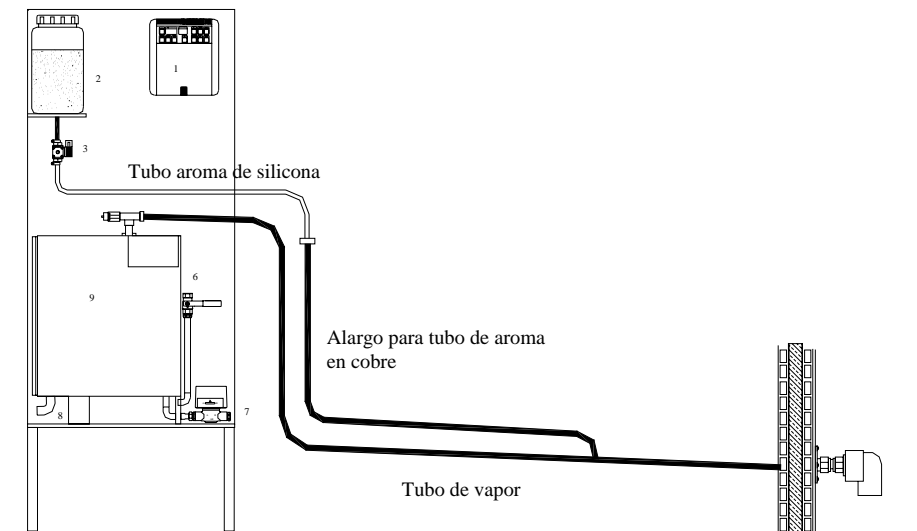 1
2
3
Tubo aroma de silicona
6
9
Alargo para tubo de aroma
en cobre
7
8
Tubo de vapor